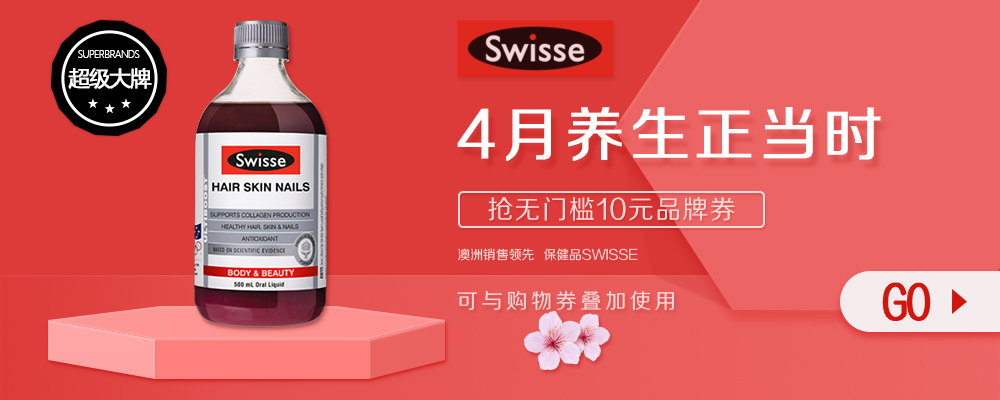 SUPERBRANDS
超级大牌
Swisse
HAIR SKIN NAILS
SUPPORTS COLLAGEN PRODUCTION
HEALTHY HAIR, SKIN & NAILS
ANTIOXIDANT
BASED ON SCIENTIFIC EVIDENCE
BODY & BEAUTY
500 mL Oral Liquid
Swisse
4月养生正当时
抢无门槛10元品牌券
澳洲销售领先 保健品SWISSE
可与购物券叠加使用
GO